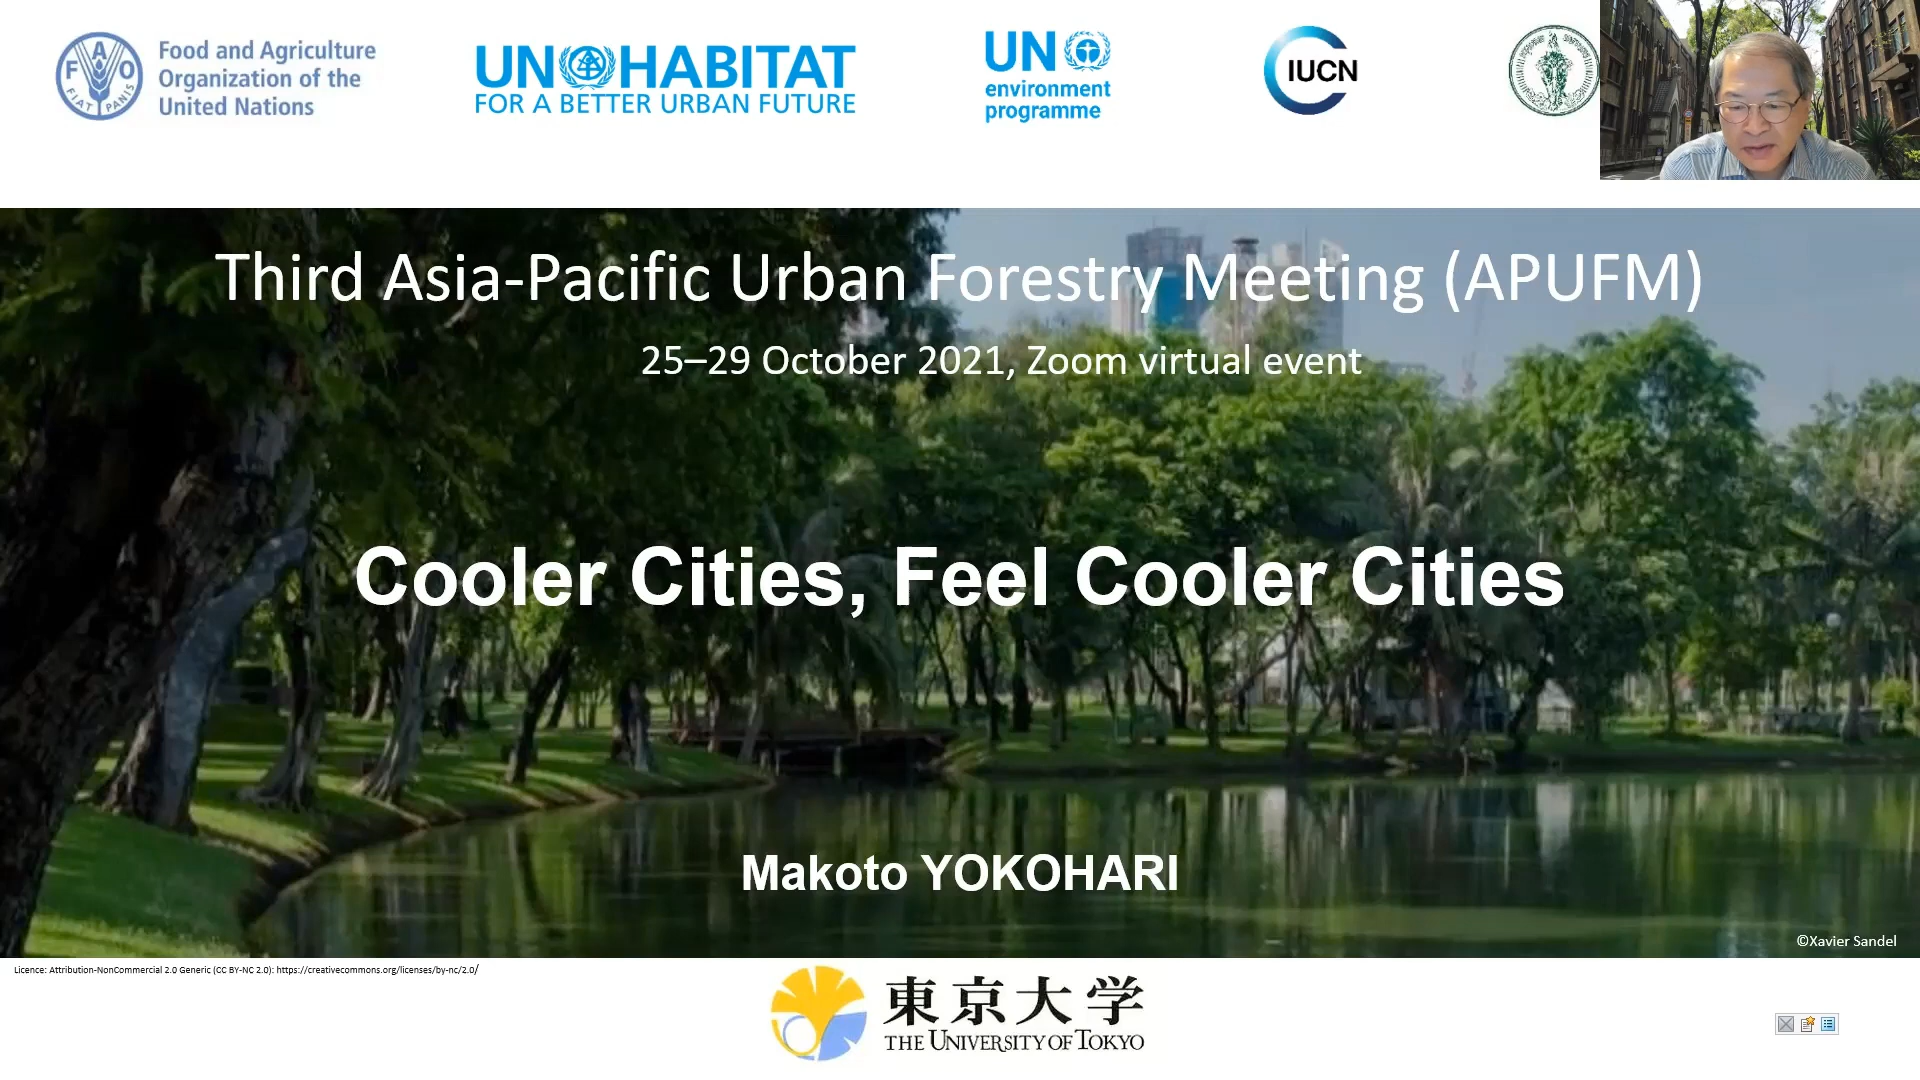 FAO
FIAT PANIS
Food and Agriculture
Organization of the
United Nations
UN HABITAT
FOR A BETTER URBAN FUTURE
UN
environment
programme
IUCN
Third Asia-Pacific Urban Forestry Meeting (APUFM)
25–29 October 2021, Zoom virtual event
Cooler Cities, Feel Cooler Cities
Makoto YOKOHARI
©Xavier Sandel
Licence: Attribution-NonCommercial 2.0 Generic (CC BY-NC 2.0): https://creativecommons.org/licenses/by-nc/2.0/
東京大学
THE UNIVERSITY OF TOKYO